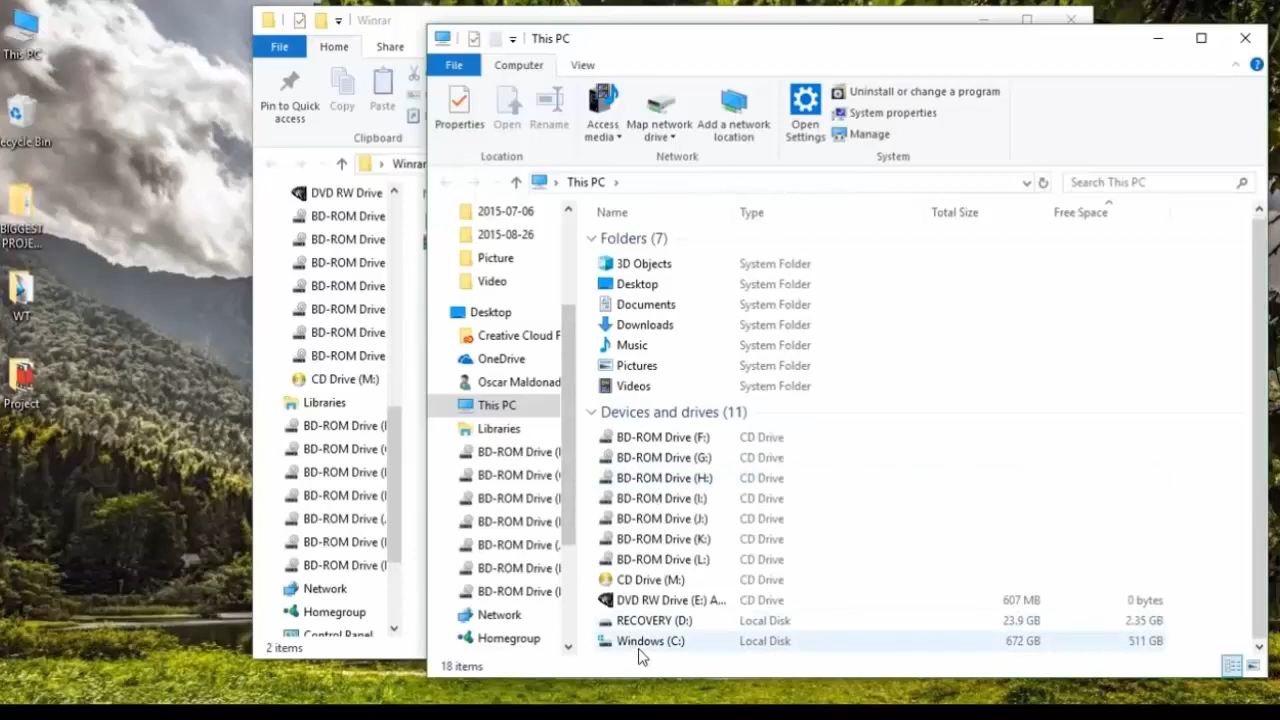 This PC
ecycle Bin
BIGGEST
PROJE...
WT
Project
Winrar
File
Home
Share
Pin to Quick
access
Copy
Paste
Clipboard
Winrar
DVD RW Drive
BD-ROM Drive
BD-ROM Drive
BD-ROM Drive
BD-ROM Drive
BD-ROM Drive
BD-ROM Drive
BD-ROM Drive
CD Drive (M:)
Libraries
BD-ROM Drive (
BD-ROM Drive (
BD-ROM Drive (
BD-ROM Drive (
BD-ROM Drive (
BD-ROM Drive (
BD-ROM Drive (
Network
Homegroup
Control Panel
2 items
This PC
File
Computer
View
Properties
Open
Rename
Location
Access
media
Map network
drive
Add a network
location
Network
Open
Settings
Uninstall or change a program
System properties
Manage
System
This PC
Search This PC
2015-07-06
2015-08-26
Picture
Video
Desktop
Creative Cloud F
OneDrive
Oscar Maldonad
This PC
Libraries
BD-ROM Drive (
BD-ROM Drive (
BD-ROM Drive (
BD-ROM Drive (
BD-ROM Drive (
BD-ROM Drive (
BD-ROM Drive (
Network
Homegroup
18 items
Name Type Total Size Free Space
Folders (7)
3D Objects System Folder
Desktop System Folder
Documents System Folder
Downloads System Folder
Music System Folder
Pictures System Folder
Videos System Folder
Devices and drives (11)
BD-ROM Drive (F:) CD Drive
BD-ROM Drive (G:) CD Drive
BD-ROM Drive (H:) CD Drive
BD-ROM Drive (I:) CD Drive
BD-ROM Drive (J:) CD Drive
BD-ROM Drive (K:) CD Drive
BD-ROM Drive (L:) CD Drive
CD Drive (M:) CD Drive
DVD RW Drive (E:) A... CD Drive 607 MB 0 bytes
RECOVERY (D:) Local Disk 23.9 GB 2.35 GB
Windows (C:) Local Disk 672 GB 511 GB